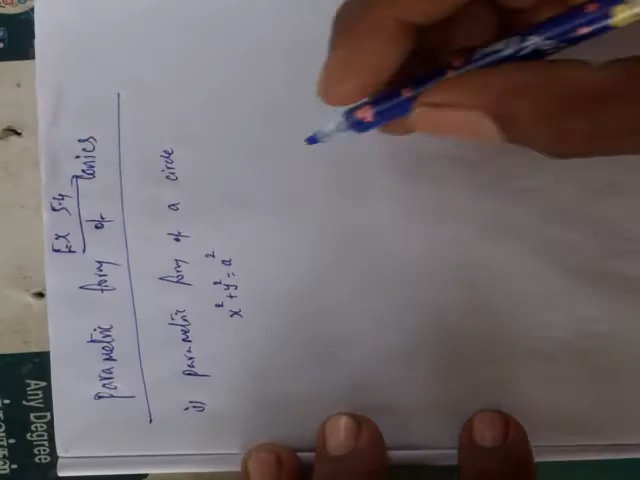 Ex 5.4
Parametric form of Conics
i) parametric form of a circle
x² + y² = a²
Any Degree